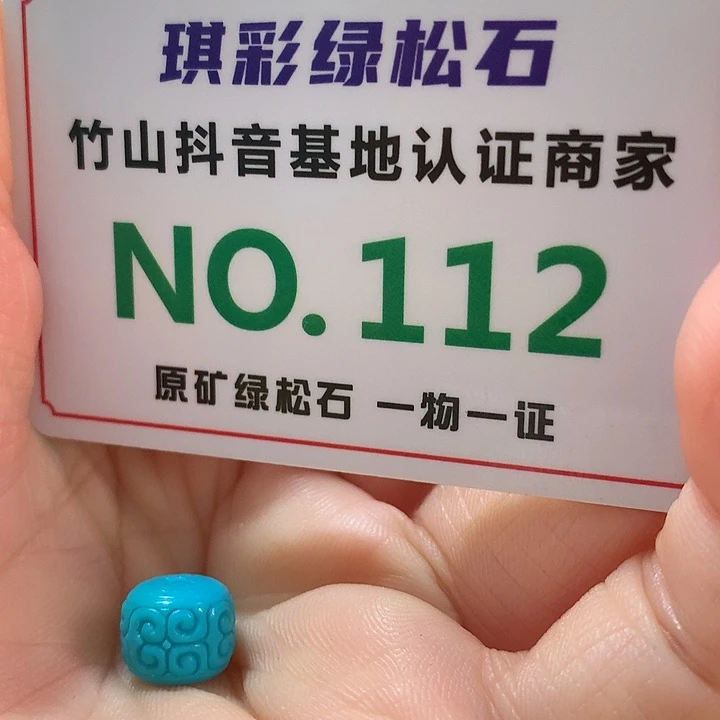 琪彩绿松石
竹山抖音基地认证商家
NO.112
原矿绿松石 一物一证